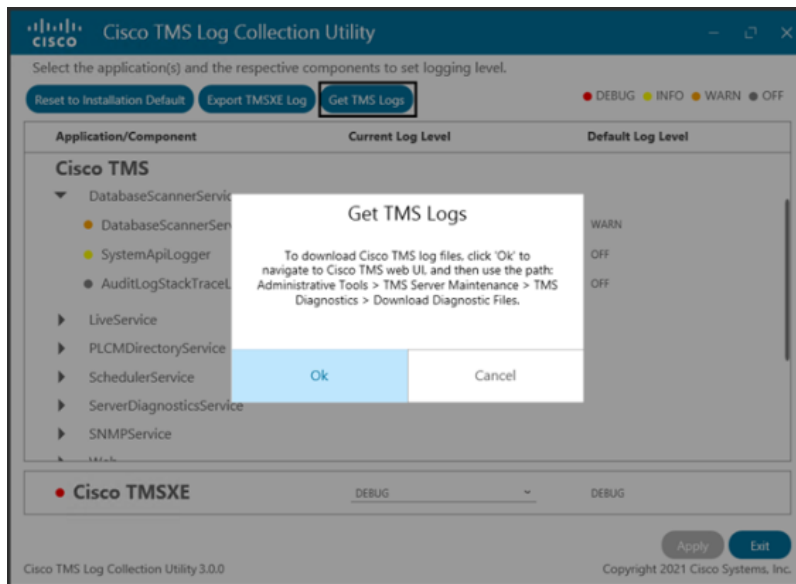 cisco
Cisco TMS Log Collection Utility
Select the application(s) and the respective components to set logging level.
Reset to Installation Default
Export TMSXE Log
Get TMS Logs
DEBUG
INFO
WARN
OFF
Application/Component
Current Log Level
Default Log Level
Cisco TMS
DatabaseScannerServic
DatabaseScannerSer
WARN
SystemApiLogger
OFF
AuditLogStackTraceL
OFF
LiveService
PLCMDirectoryService
SchedulerService
ServerDiagnosticsService
SNMPService
Get TMS Logs
To download Cisco TMS log files, click 'Ok' to
navigate to Cisco TMS web UI, and then use the path:
Administrative Tools > TMS Server Maintenance > TMS
Diagnostics > Download Diagnostic Files.
Ok
Cancel
Cisco TMSXE
DEBUG
DEBUG
Apply
Exit
Cisco TMS Log Collection Utility 3.0.0
Copyright 2021 Cisco Systems, Inc.